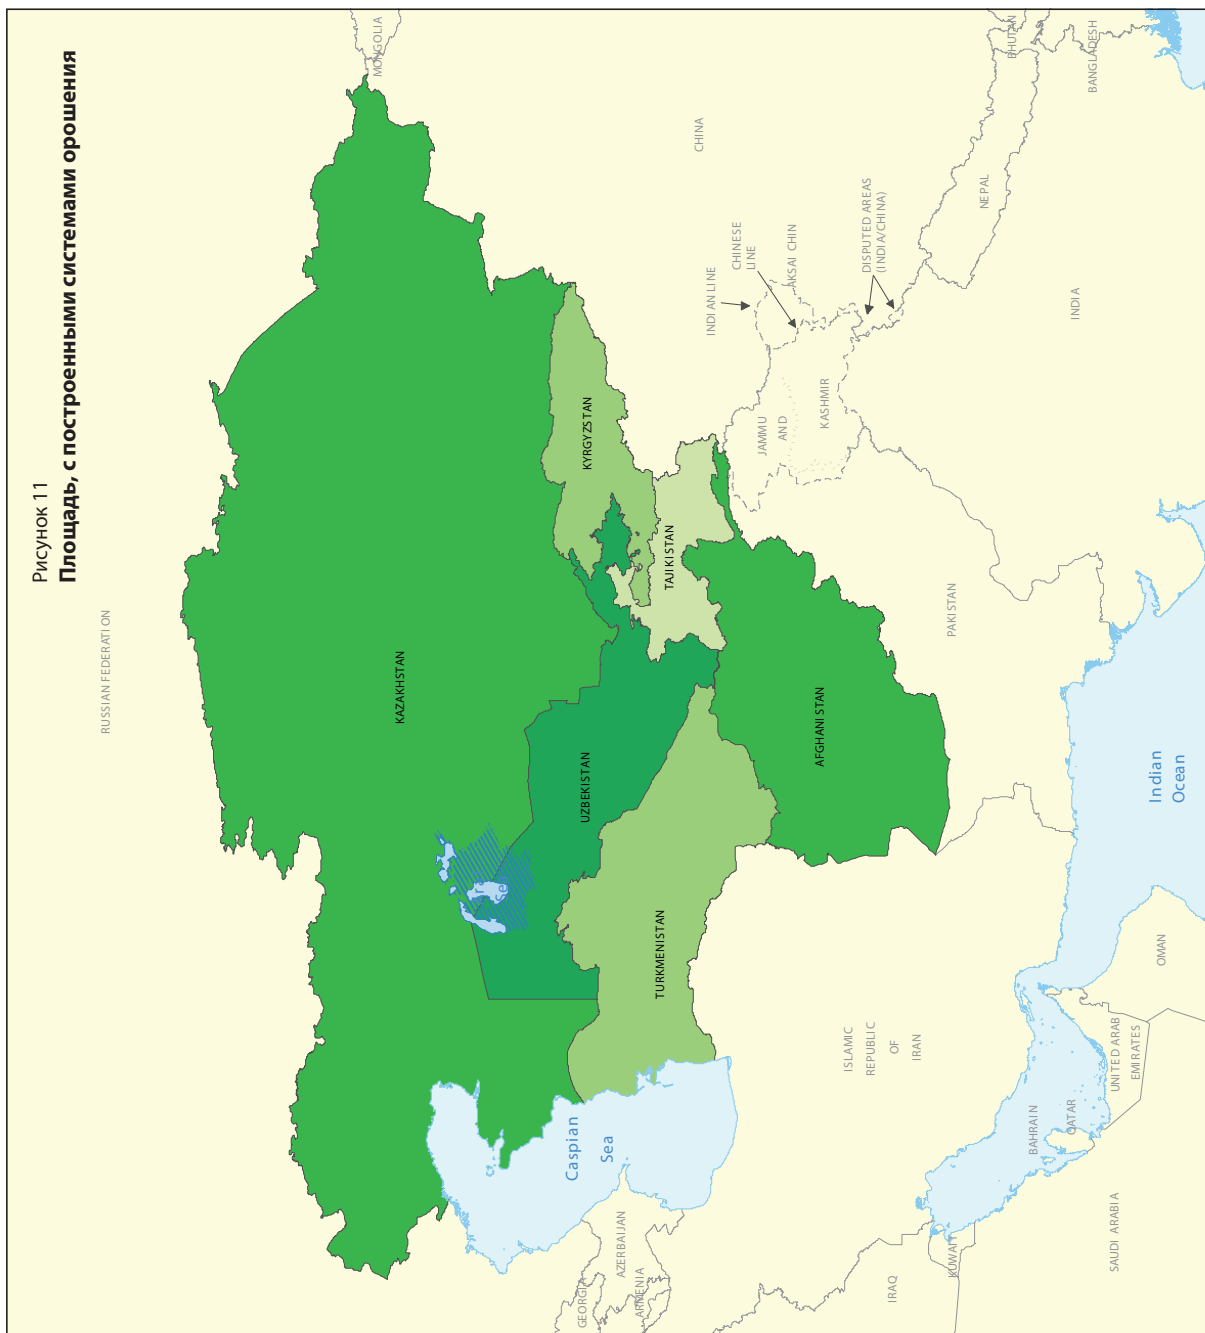 Рисунок 11
Площадь, с построенными системами орошения
RUSSIAN FEDERATION
MONGOLIA
KAZAKHSTAN
CHINA
UZBEKISTAN
KYRGYZSTAN
TAJIKISTAN
TURKMENISTAN
AFGHANISTAN
Caspian
Sea
GEORGIA
AZERBAIJAN
ARMENIA
INDIAN LINE
CHINESE
LINE
AKSAI CHIN
DISPUTED AREAS
(INDIA/CHINA)
JAMMU
AND
KASHMIR
NEPAL
BHUTAN
BANGLADESH
INDIA
PAKISTAN
ISLAMIC
REPUBLIC
OF
IRAN
IRAQ
KUWAIT
BAHRAIN
QATAR
UNITED ARAB
EMIRATES
SAUDI ARABIA
OMAN
Indian
Ocean